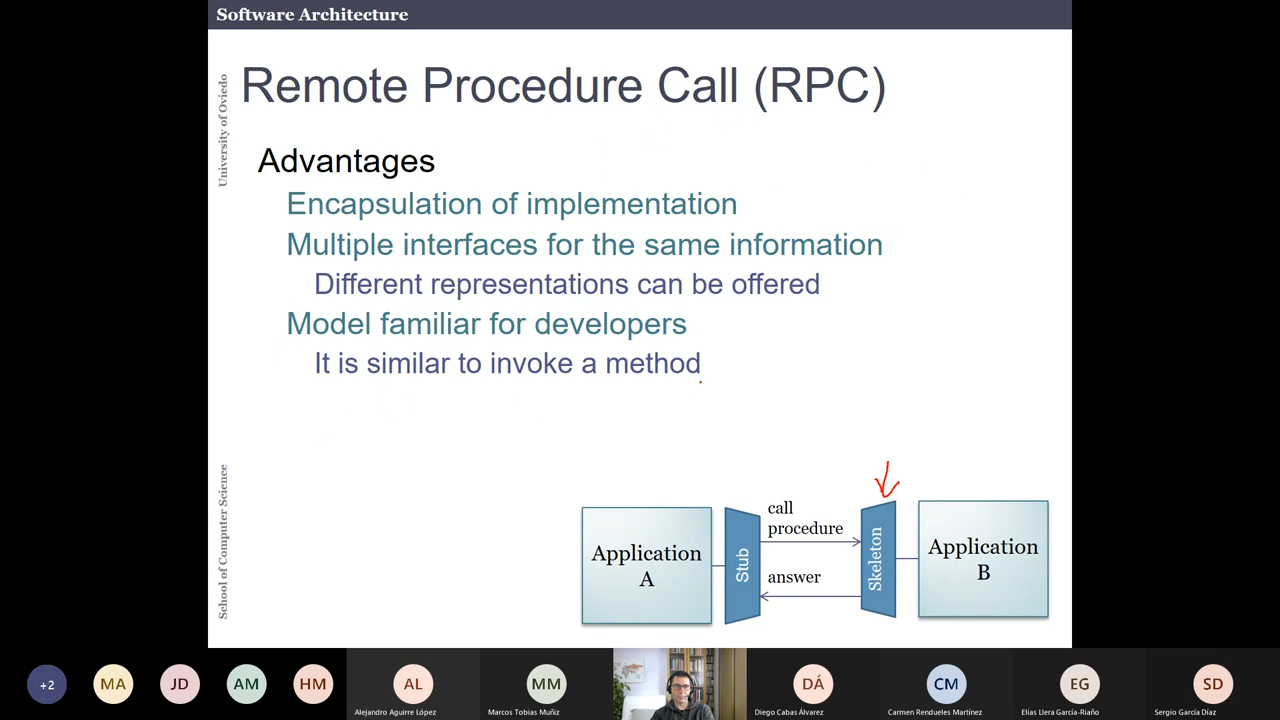 Software Architecture
University of Oviedo
Remote Procedure Call (RPC)
Advantages
Encapsulation of implementation
Multiple interfaces for the same information
Different representations can be offered
Model familiar for developers
It is similar to invoke a method
School of Computer Science
Application
A
Stub
call
procedure
answer
Skeleton
Application
B
+2
MA
JD
AM
HM
AL
Alejandro Aguirre López
MM
Marcos Tobias Muñiz
DÁ
Diego Cabas Álvarez
CM
Carmen Rendueles Martínez
EG
Elías Llera García-Riaño
SD
Sergio García Díaz